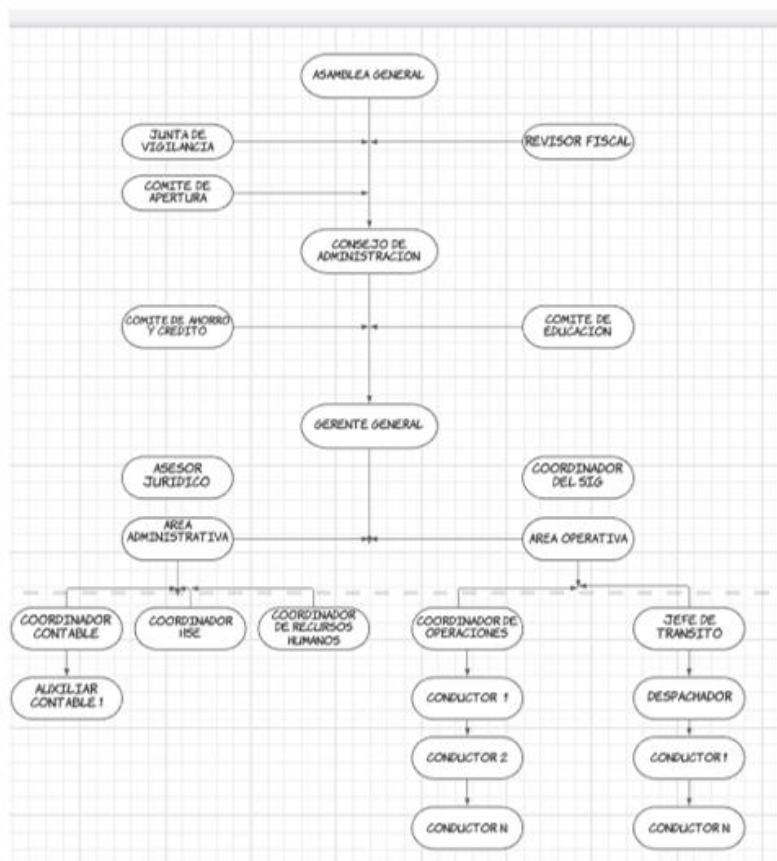 ASAMBLEA GENERAL
JUNTA DE
VIGILANCIA
REVISOR FISCAL
COMITE DE
APERTURA
CONSEJO DE
ADMINISTRACION
COMITE DE AHORRO
Y CREDITO
COMITE DE
EDUCACION
GERENTE GENERAL
ASESOR
JURIDICO
COORDINADOR
DEL SIG
AREA
ADMINISTRATIVA
AREA OPERATIVA
COORDINADOR
CONTABLE
COORDINADOR
HSE
COORDINADOR
DE RECURSOS
HUMANOS
COORDINADOR DE
OPERACIONES
JEFE DE
TRANSITO
AUXILIAR
CONTABLE 1
CONDUCTOR 1
DESPACHADOR
CONDUCTOR 2
CONDUCTOR 1
CONDUCTOR N
CONDUCTOR N